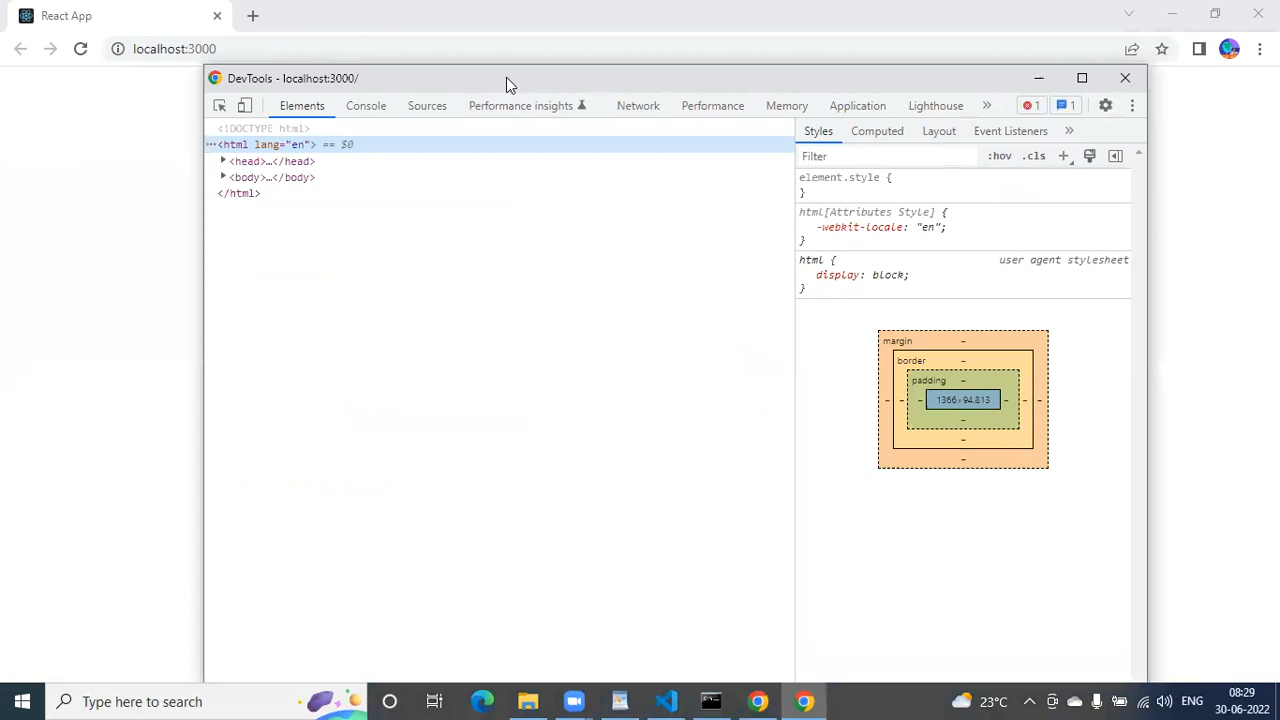 React App
localhost:3000
DevTools - localhost:3000/
Elements Console Sources Performance insights Network Performance Memory Application Lighthouse » 1 1
<!DOCTYPE html>
···<html lang="en"> == $0
<head>…</head>
<body>…</body>
</html>
Styles Computed Layout Event Listeners »
Filter :hov .cls +
element.style {
}
html[Attributes Style] {
-webkit-locale: "en";
}
html { user agent stylesheet
display: block;
}
margin –
border –
padding –
– – – 1366×94.813 – – –
–
–
–
Type here to search
23°C ENG 08:29
30-06-2022